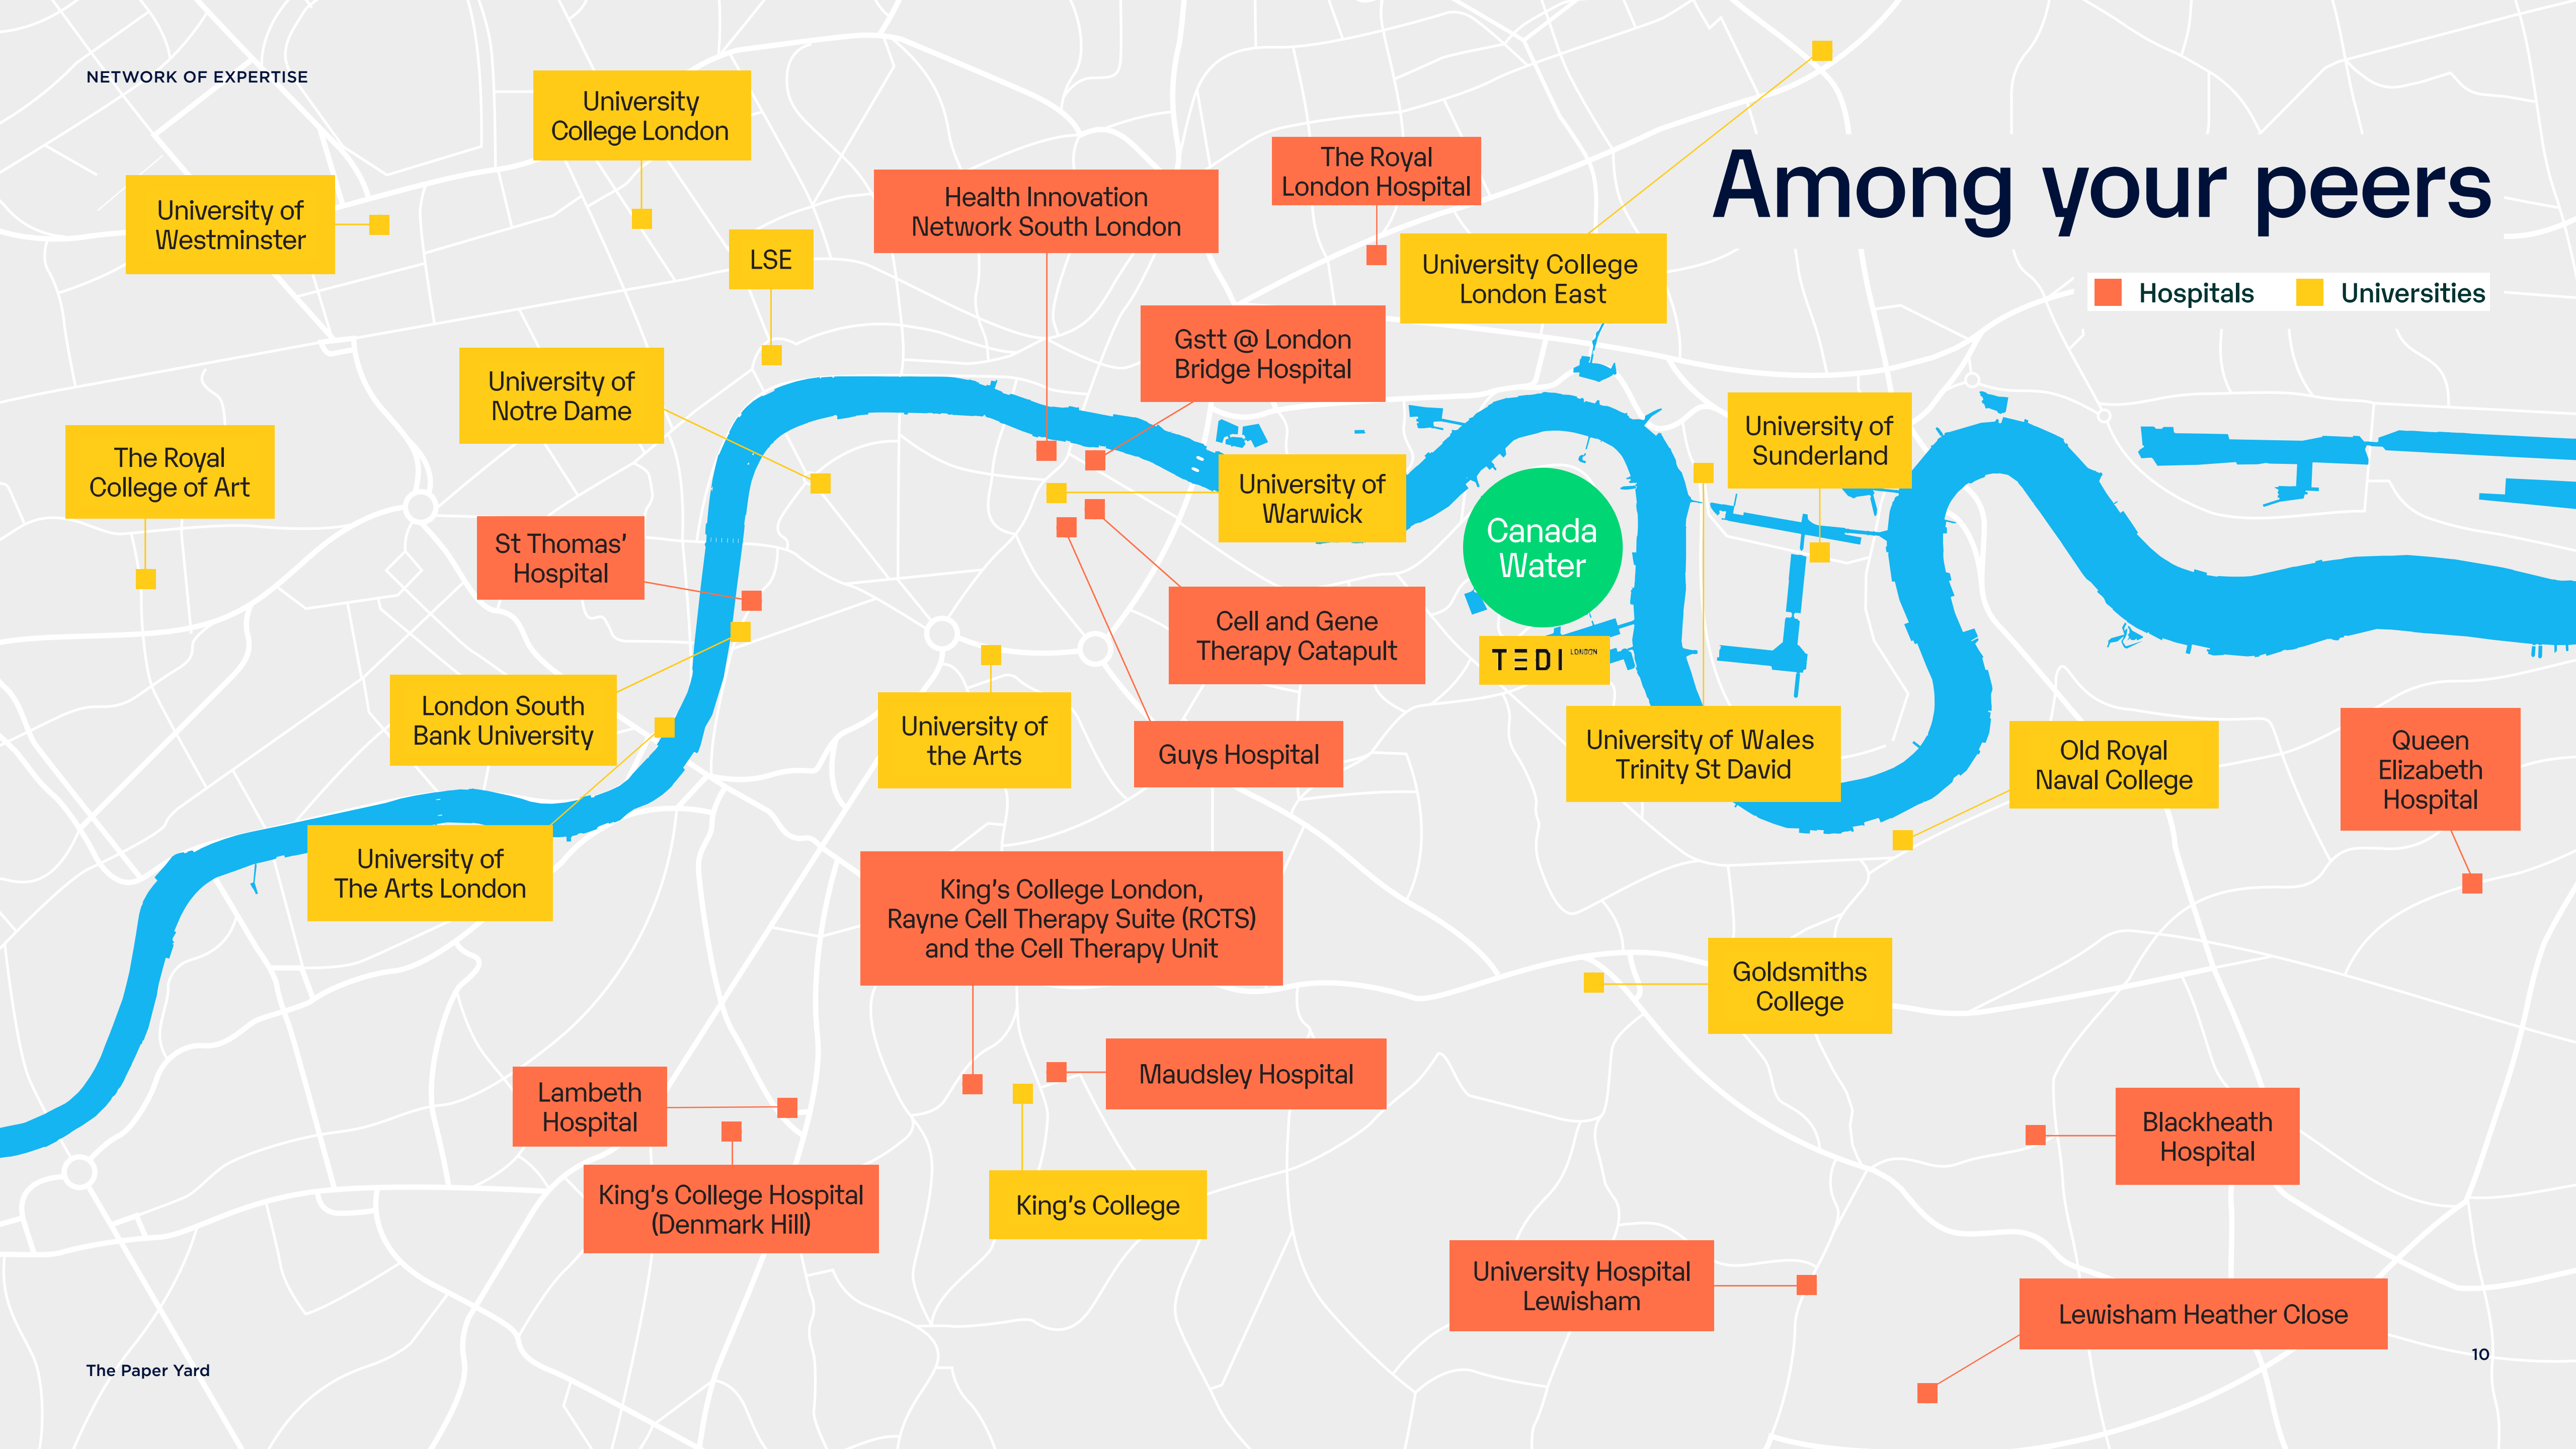 NETWORK OF EXPERTISE
Among your peers
Hospitals
Universities
University
College London
University of
Westminster
Health Innovation
Network South London
The Royal
London Hospital
LSE
University College
London East
Gstt @ London
Bridge Hospital
University of
Notre Dame
University of
Sunderland
The Royal
College of Art
University of
Warwick
Canada
Water
St Thomas’
Hospital
Cell and Gene
Therapy Catapult
TEDI LONDON
London South
Bank University
University of
the Arts
Guys Hospital
University of Wales
Trinity St David
Old Royal
Naval College
Queen
Elizabeth
Hospital
University of
The Arts London
King’s College London,
Rayne Cell Therapy Suite (RCTS)
and the Cell Therapy Unit
Goldsmiths
College
Maudsley Hospital
Lambeth
Hospital
Blackheath
Hospital
King’s College Hospital
(Denmark Hill)
King’s College
University Hospital
Lewisham
Lewisham Heather Close
The Paper Yard
10